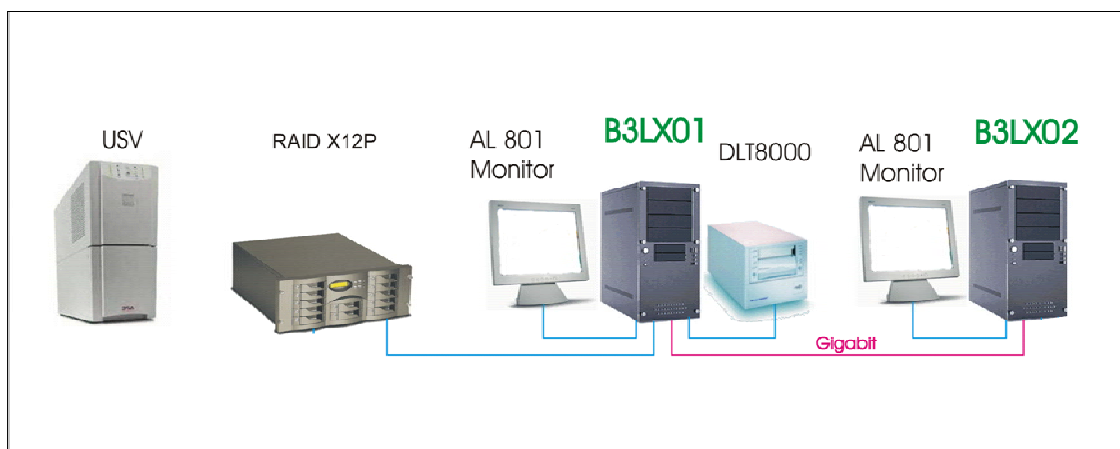 USV
RAID X12P
AL 801
Monitor
B3LX01
DLT8000
AL 801
Monitor
B3LX02
Gigabit